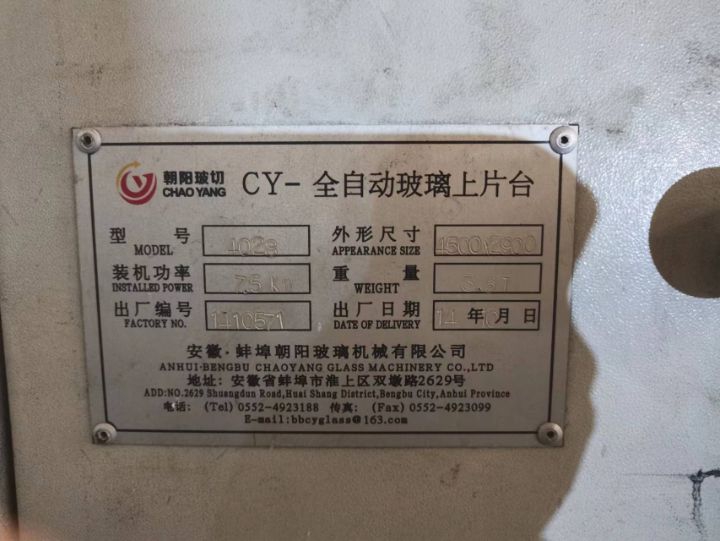 朝阳玻切
CHAO YANG
CY-全自动玻璃上片台
型 号 4028 外形尺寸
MODEL APPEARANCE SIZE
装机功率 7.5 重 量
INSTALLED POWER WEIGHT
出厂编号 1410571 出厂日期 14 年 月 日
FACTORY NO. DATE OF DELIVERY
安徽·蚌埠朝阳玻璃机械有限公司
ANHUI·BENGBU CHAOYANG GLASS MACHINERY CO.,LTD
地址: 安徽省蚌埠市淮上区双墩路2629号
ADD:NO.2629 Shuangdun Road,Huai Shang District,Bengbu City,Anhui Province
电话: (Tel) 0552-4923188 传真: (Fax) 0552-4923099
E-mail:bbcyglass@163.com